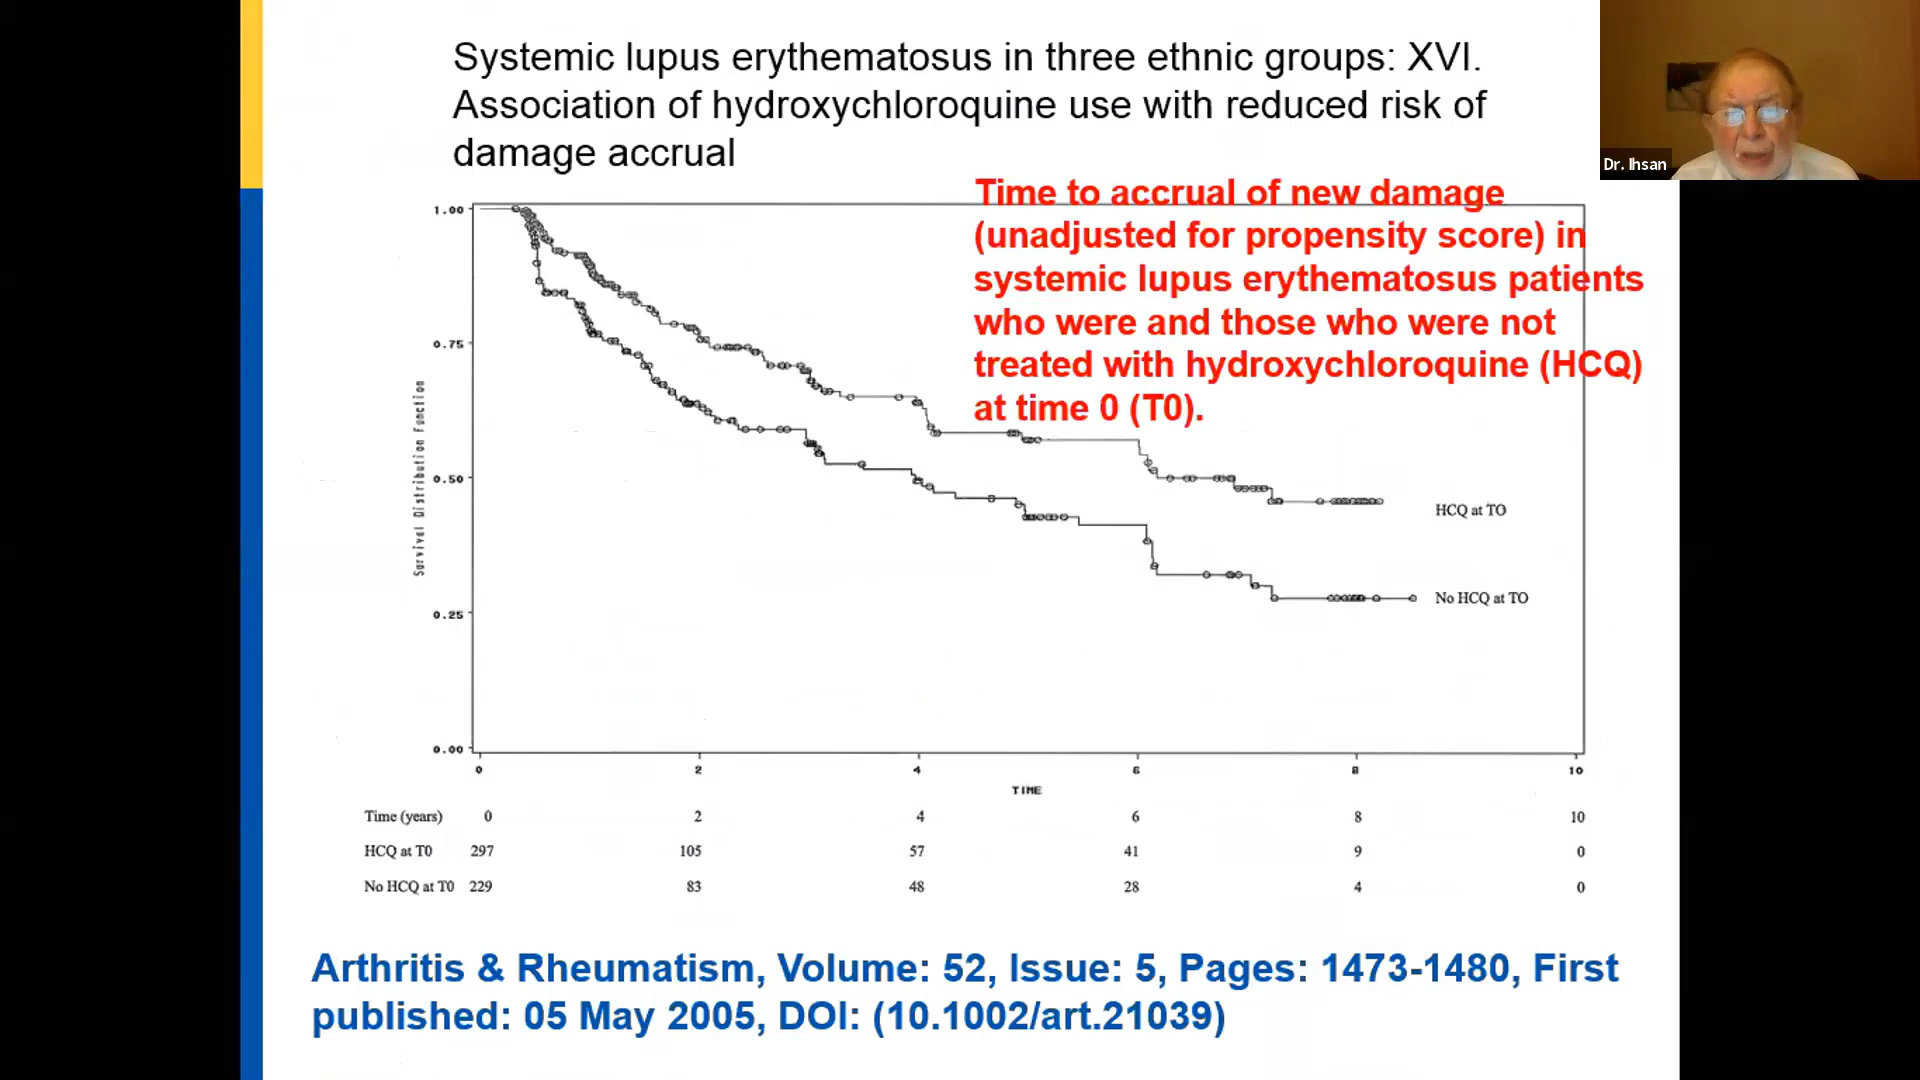 Systemic lupus erythematosus in three ethnic groups: XVI.
Association of hydroxychloroquine use with reduced risk of
damage accrual
Dr. Ihsan
Time to accrual of new damage
(unadjusted for propensity score) in
systemic lupus erythematosus patients
who were and those who were not
treated with hydroxychloroquine (HCQ)
at time 0 (T0).
Survival Distribution Function
1.00
0.75
0.50
0.25
0.00
HCQ at TO
No HCQ at TO
0 2 4 6 8 10
TIME
Time (years) 0 2 4 6 8 10
HCQ at T0 297 105 57 41 9 0
No HCQ at T0 229 83 48 28 4 0
Arthritis & Rheumatism, Volume: 52, Issue: 5, Pages: 1473-1480, First
published: 05 May 2005, DOI: (10.1002/art.21039)